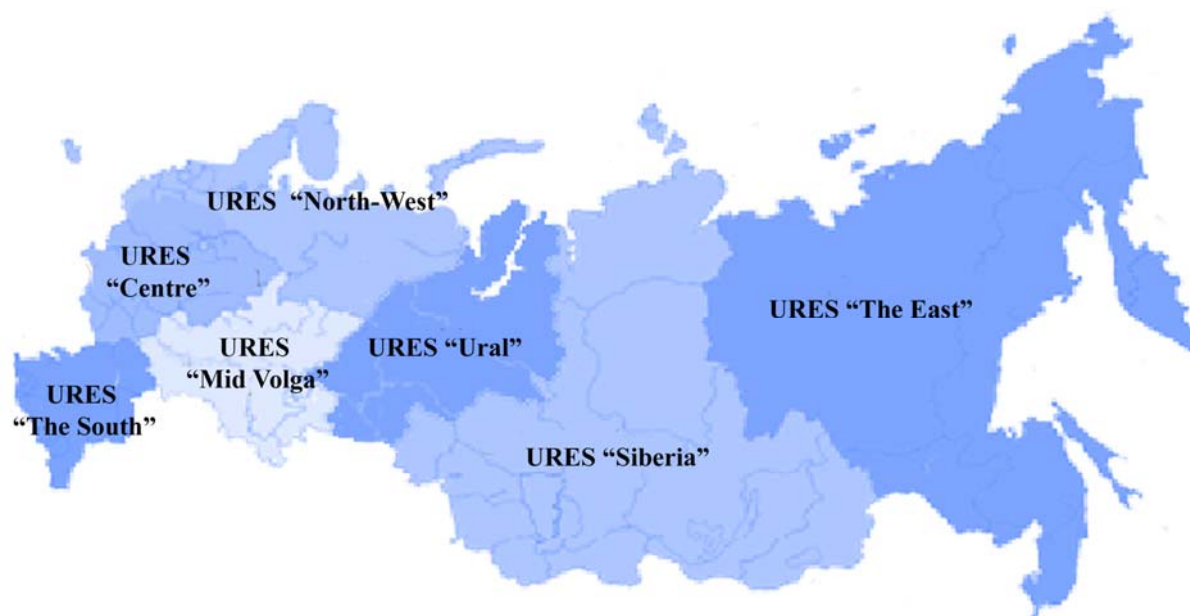 URES “North-West”
URES
“Centre”
URES “The East”
URES
“Mid Volga”
URES “Ural”
URES
“The South”
URES “Siberia”